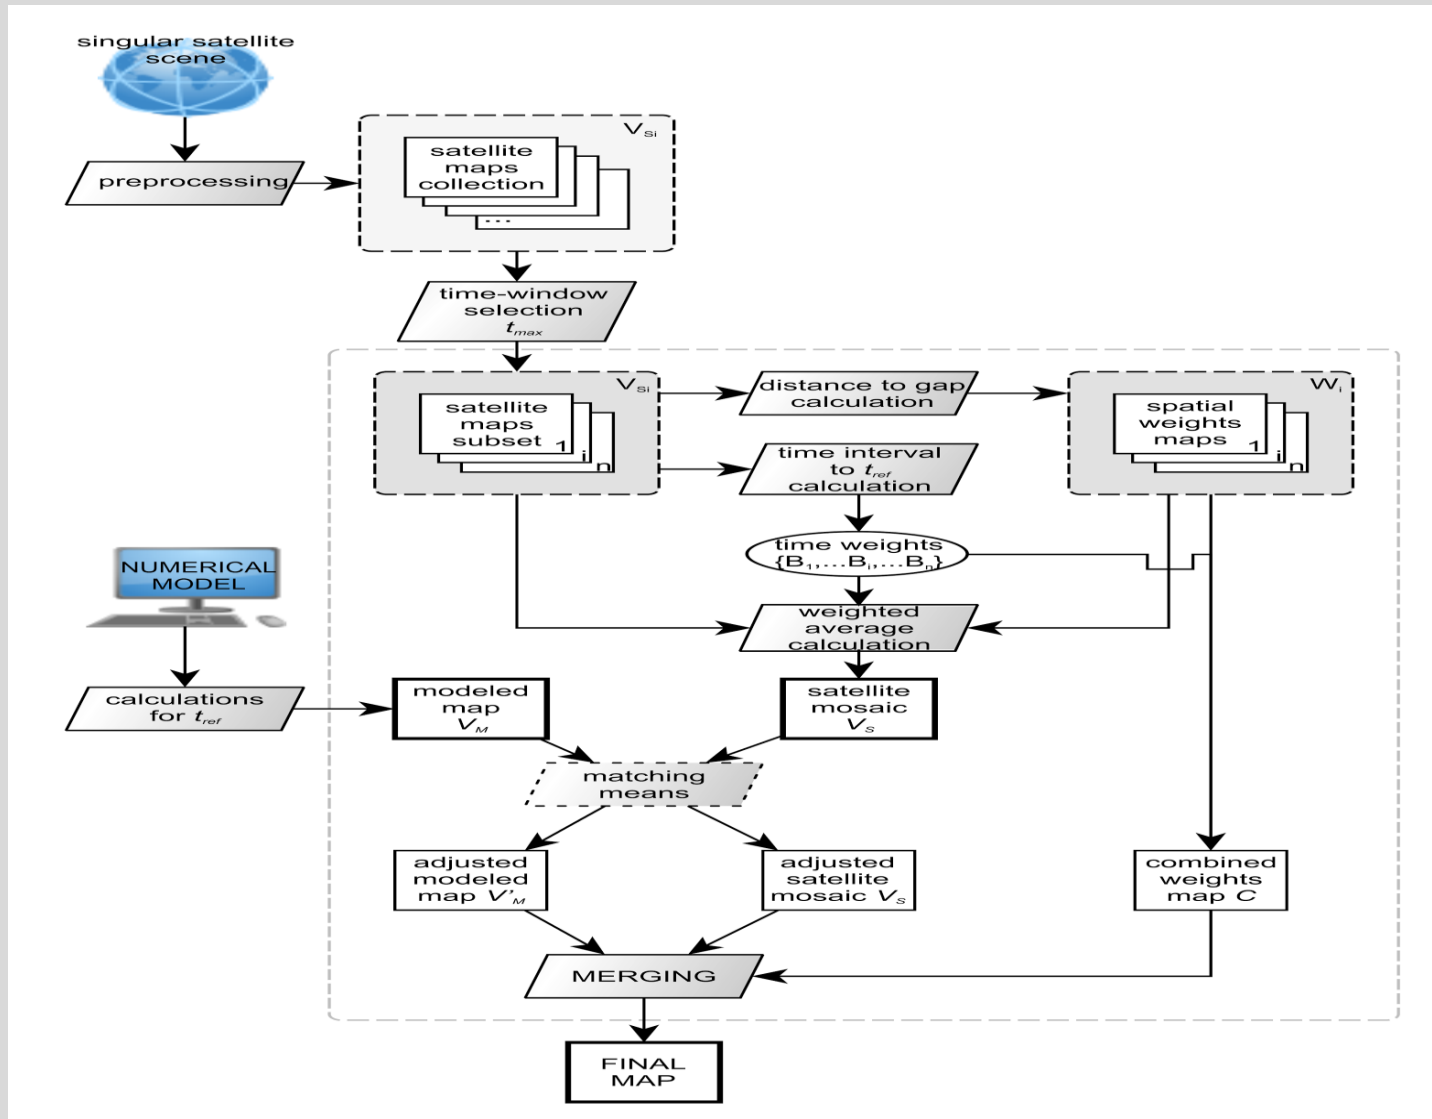 singular satellite
scene
preprocessing
V_Si
satellite
maps
collection
...
time-window
selection
t_max
V_Si
satellite
maps
subset 1
i
n
distance to gap
calculation
W_i
spatial
weights
maps 1
i
n
time interval
to t_ref
calculation
time weights
{B_1,...B_i,...B_n}
NUMERICAL
MODEL
weighted
average
calculation
calculations
for t_ref
modeled
map
V_M
satellite
mosaic
V_S
matching
means
adjusted
modeled
map V'_M
adjusted
satellite
mosaic V_S
combined
weights
map C
MERGING
FINAL
MAP